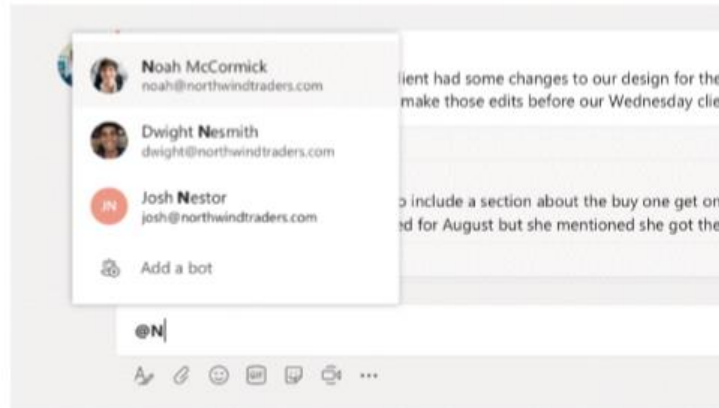 Noah McCormick
noah@northwindtraders.com
Dwight Nesmith
dwight@northwindtraders.com
JN
Josh Nestor
josh@northwindtraders.com
Add a bot
lient had some changes to our design for the
make those edits before our Wednesday clie
o include a section about the buy one get on
ed for August but she mentioned she got the
@N
GIF